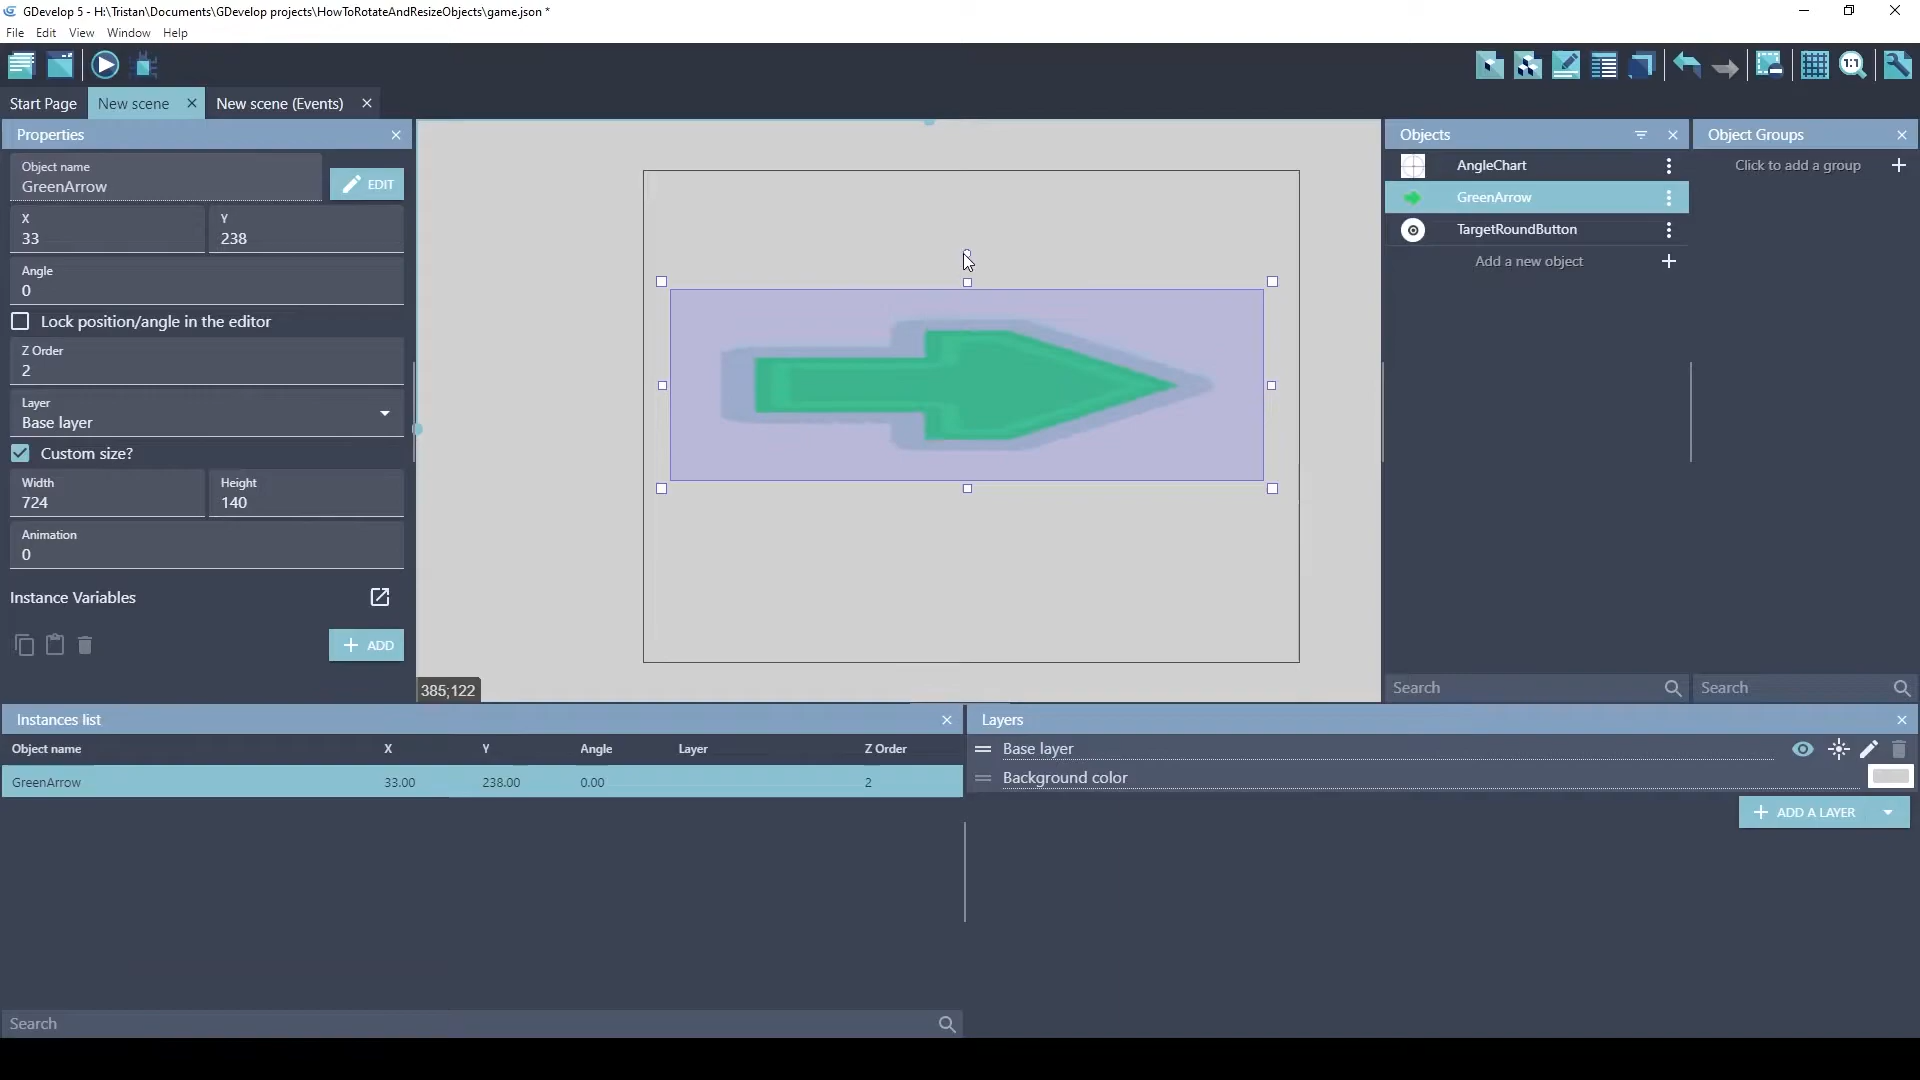 GDevelop 5 - H:\Tristan\Documents\GDevelop projects\HowToRotateAndResizeObjects\game.json *
File Edit View Window Help
1:1
Start Page New scene New scene (Events)
Properties
Object name
GreenArrow
EDIT
X Y
33 238
Angle
0
Lock position/angle in the editor
Z Order
2
Layer
Base layer
Custom size?
Width Height
724 140
Animation
0
Instance Variables
ADD
385;122
Objects
AngleChart
GreenArrow
TargetRoundButton
Add a new object
Search
Object Groups
Click to add a group
Search
Instances list
Object name X Y Angle Layer Z Order
GreenArrow 33.00 238.00 0.00 2
Search
Layers
Base layer
Background color
ADD A LAYER